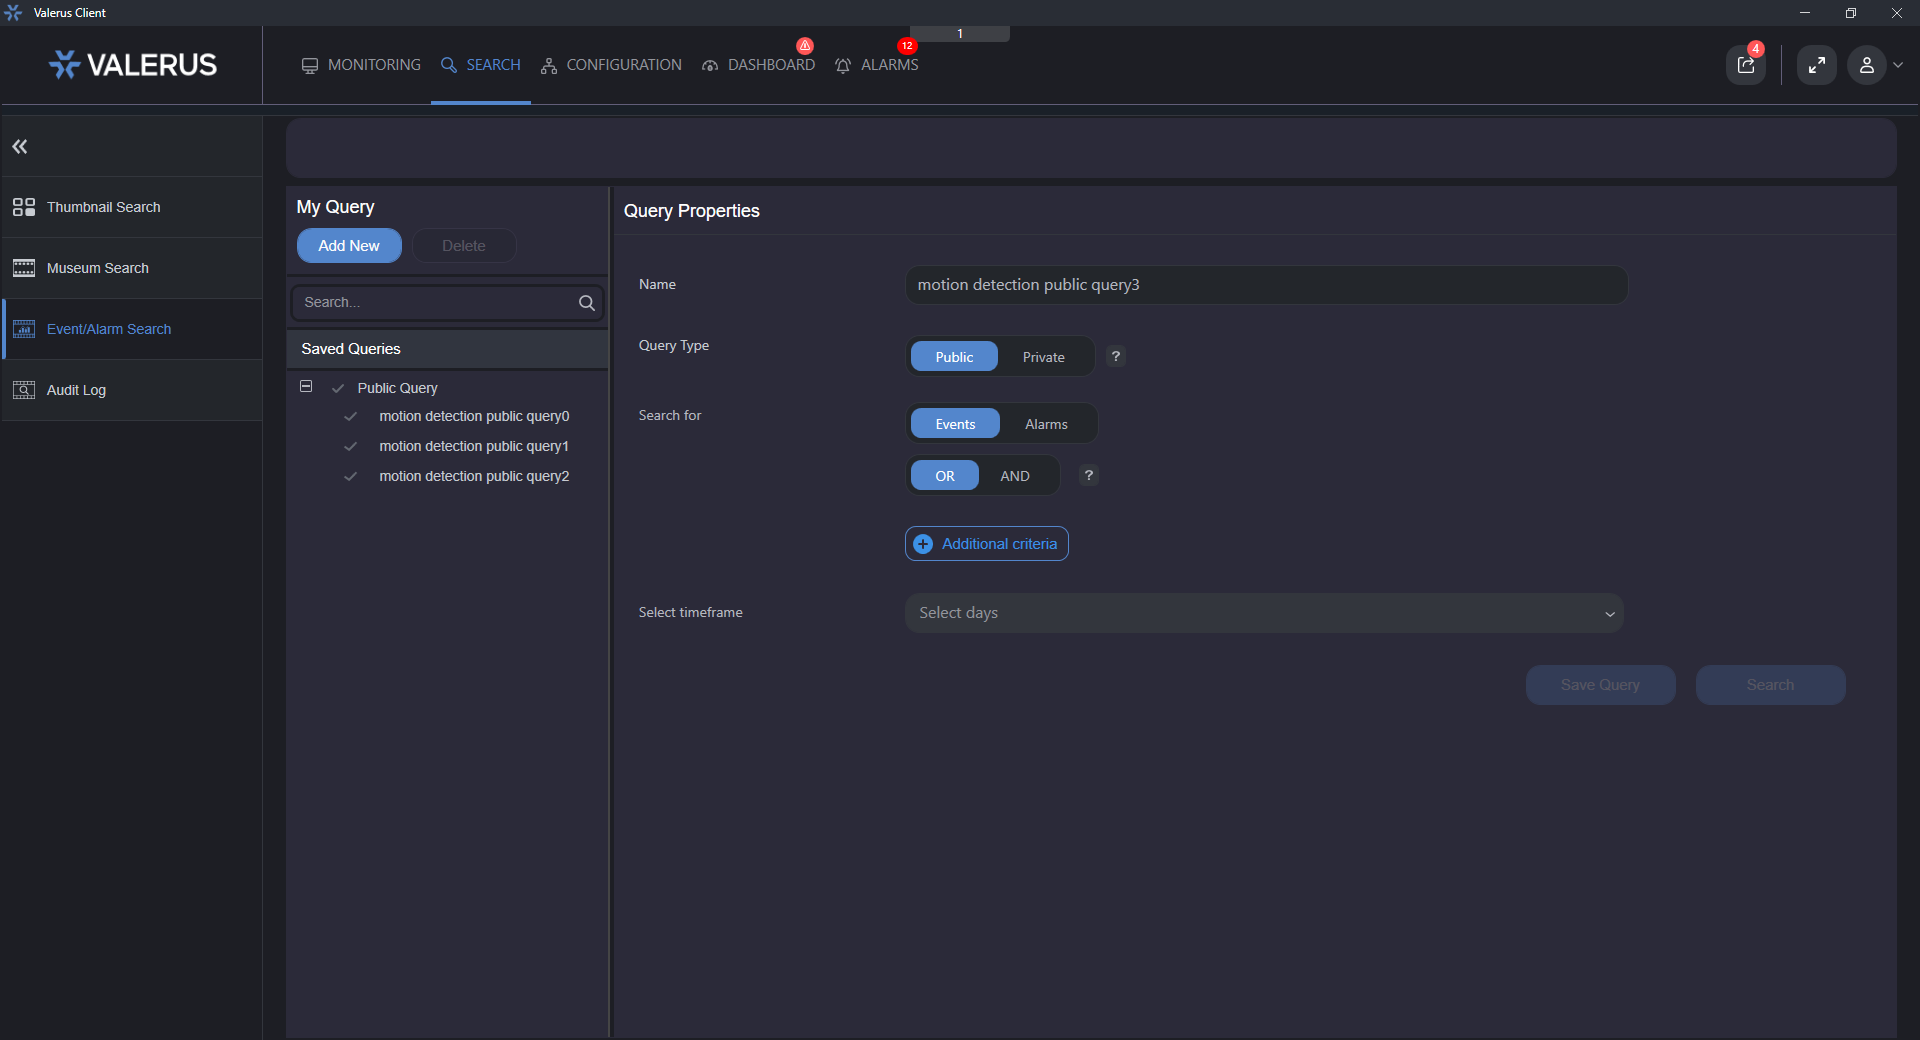 Valerus Client
VALERUS
MONITORING
SEARCH
CONFIGURATION
DASHBOARD
12
ALARMS
1
4
Thumbnail Search
Museum Search
Event/Alarm Search
Audit Log
My Query
Add New
Delete
Search...
Saved Queries
Public Query
motion detection public query0
motion detection public query1
motion detection public query2
Query Properties
Name
motion detection public query3
Query Type
Public
Private
?
Search for
Events
Alarms
OR
AND
?
Additional criteria
Select timeframe
Select days
Save Query
Search